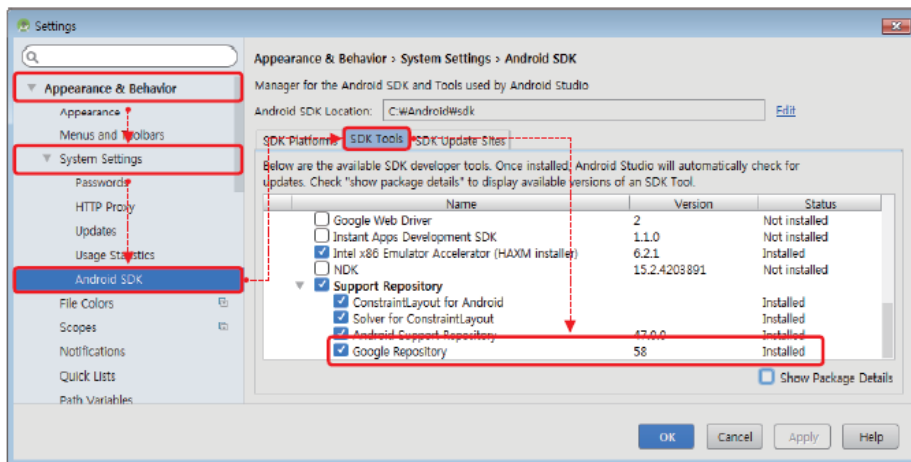 Settings
Appearance & Behavior
Appearance
Menus and Toolbars
System Settings
Passwords
HTTP Proxy
Updates
Usage Statistics
Android SDK
File Colors
Scopes
Notifications
Quick Lists
Path Variables
Appearance & Behavior › System Settings › Android SDK
Manager for the Android SDK and Tools used by Android Studio
Android SDK Location: C:₩Android₩sdk Edit
SDK Platforms SDK Tools SDK Update Sites
Below are the available SDK developer tools. Once installed, Android Studio will automatically check for
updates. Check "show package details" to display available versions of an SDK Tool.
Name Version Status
Google Web Driver 2 Not installed
Instant Apps Development SDK 1.1.0 Not installed
Intel x86 Emulator Accelerator (HAXM installer) 6.2.1 Installed
NDK 15.2.4203891 Not installed
Support Repository
ConstraintLayout for Android Installed
Solver for ConstraintLayout Installed
Android Support Repository 47.0.0 Installed
Google Repository 58 Installed
Show Package Details
OK Cancel Apply Help